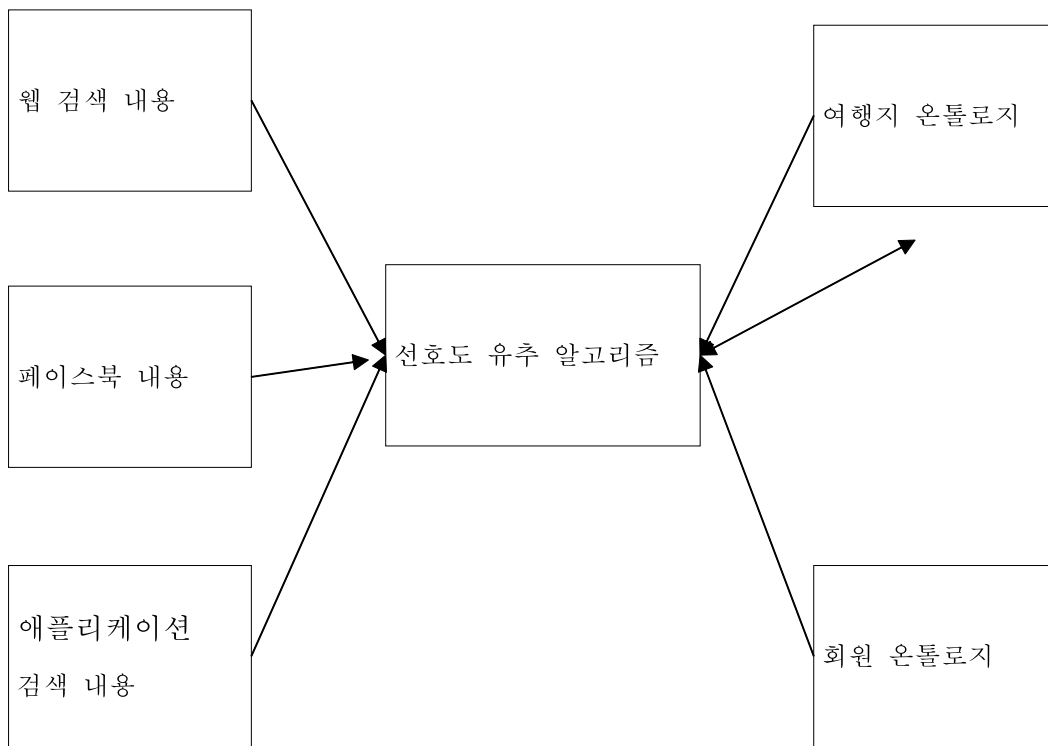 웹 검색 내용
여행지 온톨로지
선호도 유추 알고리즘
페이스북 내용
애플리케이션
검색 내용
회원 온톨로지